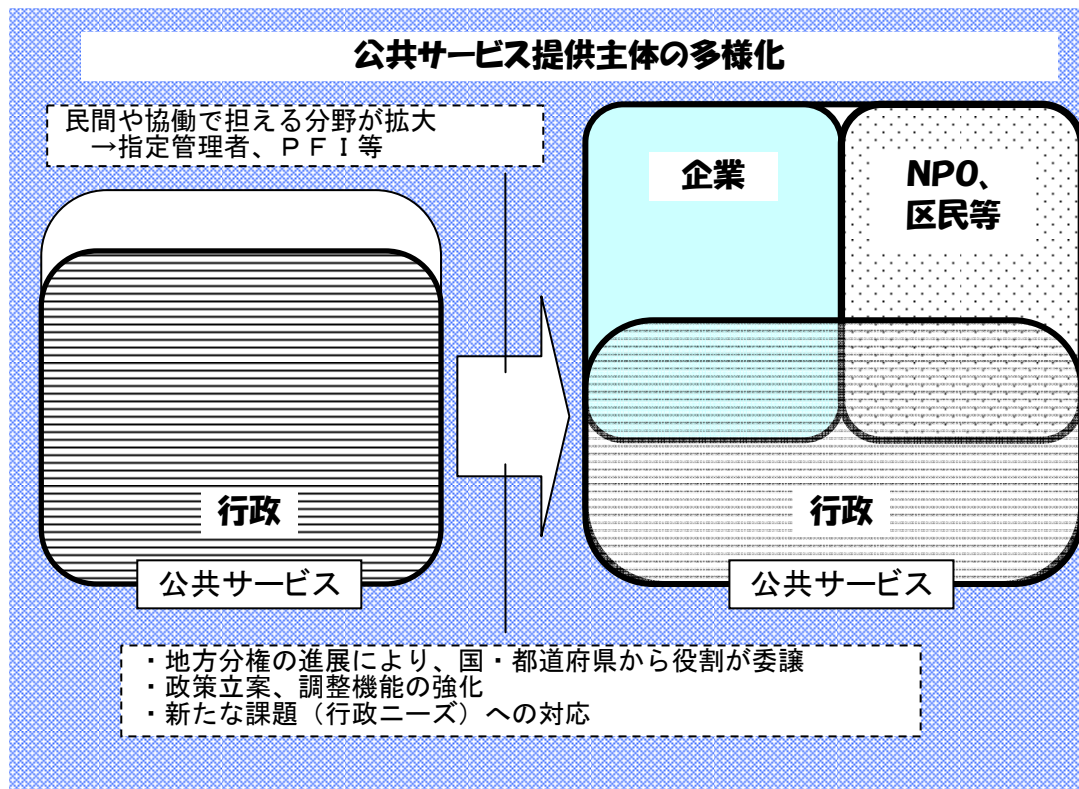 公共サービス提供主体の多様化
民間や協働で担える分野が拡大
→指定管理者、ＰＦＩ等
企業
NPO、
区民等
行政
行政
公共サービス
公共サービス
・地方分権の進展により、国・都道府県から役割が委譲
・政策立案、調整機能の強化
・新たな課題（行政ニーズ）への対応